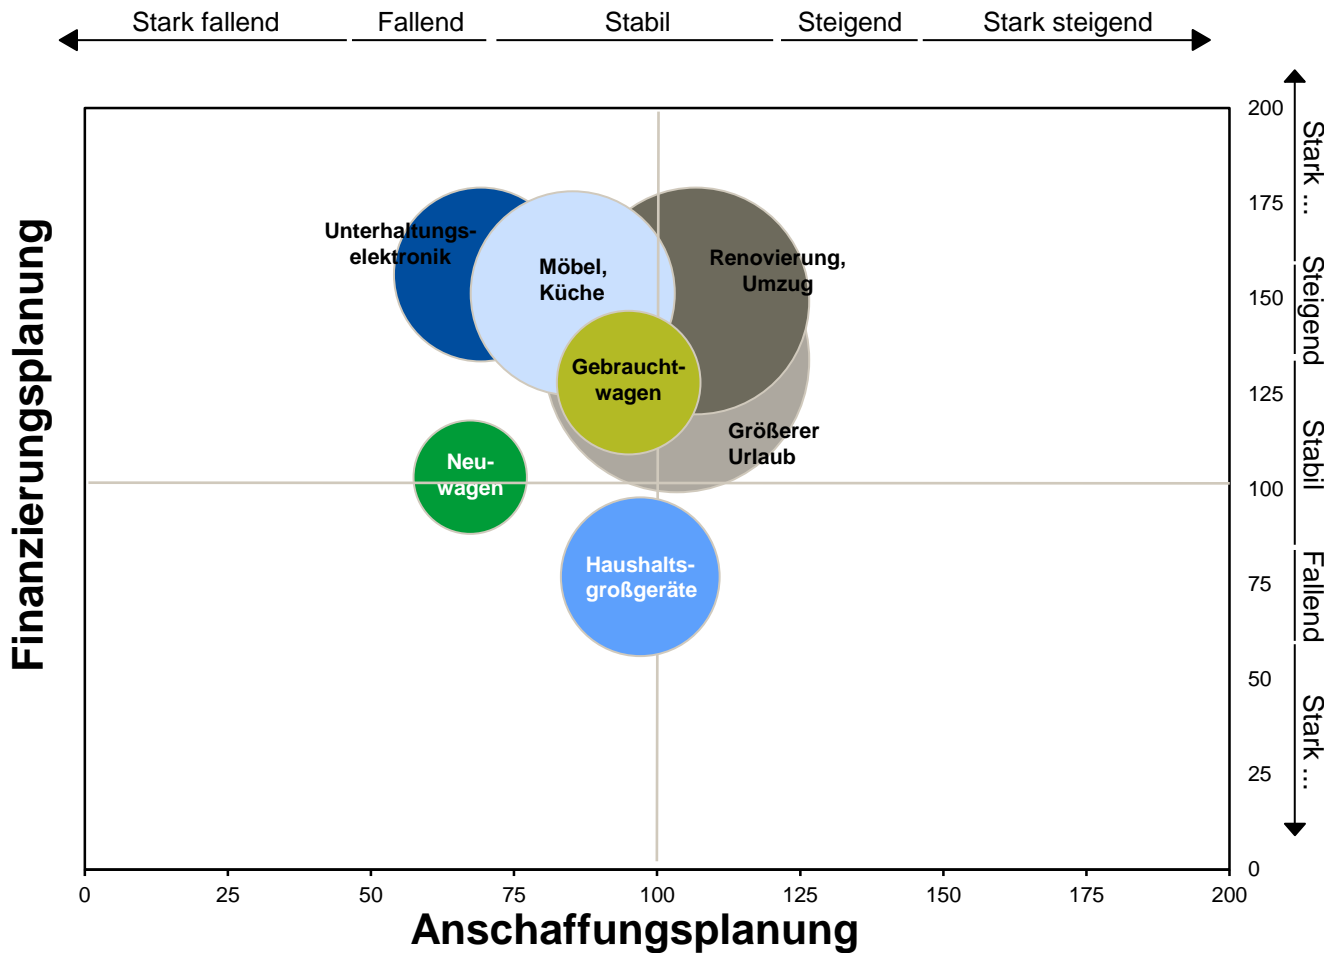 Stark fallend
Fallend
Stabil
Steigend
Stark steigend
200
175
150
125
100
75
50
25
0
Stark ...
Steigend
Stabil
Fallend
Stark ...
Finanzierungsplanung
Unterhaltungs-
elektronik
Möbel,
Küche
Renovierung,
Umzug
Gebraucht-
wagen
Größerer
Urlaub
Neu-
wagen
Haushalts-
großgeräte
0
25
50
75
100
125
150
175
200
Anschaffungsplanung